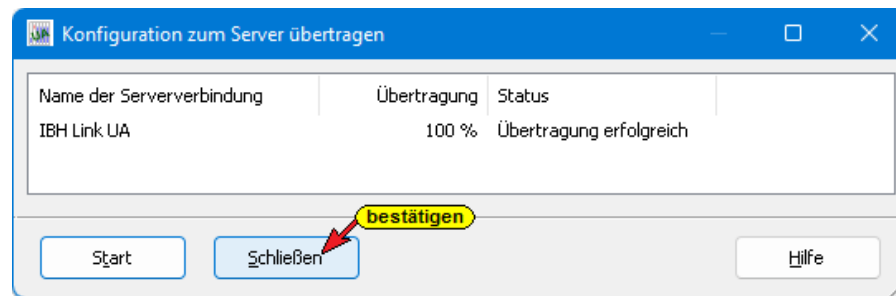 Konfiguration zum Server übertragen
Name der Serververbindung Übertragung Status
IBH Link UA 100 % Übertragung erfolgreich
bestätigen
Start Schließen Hilfe